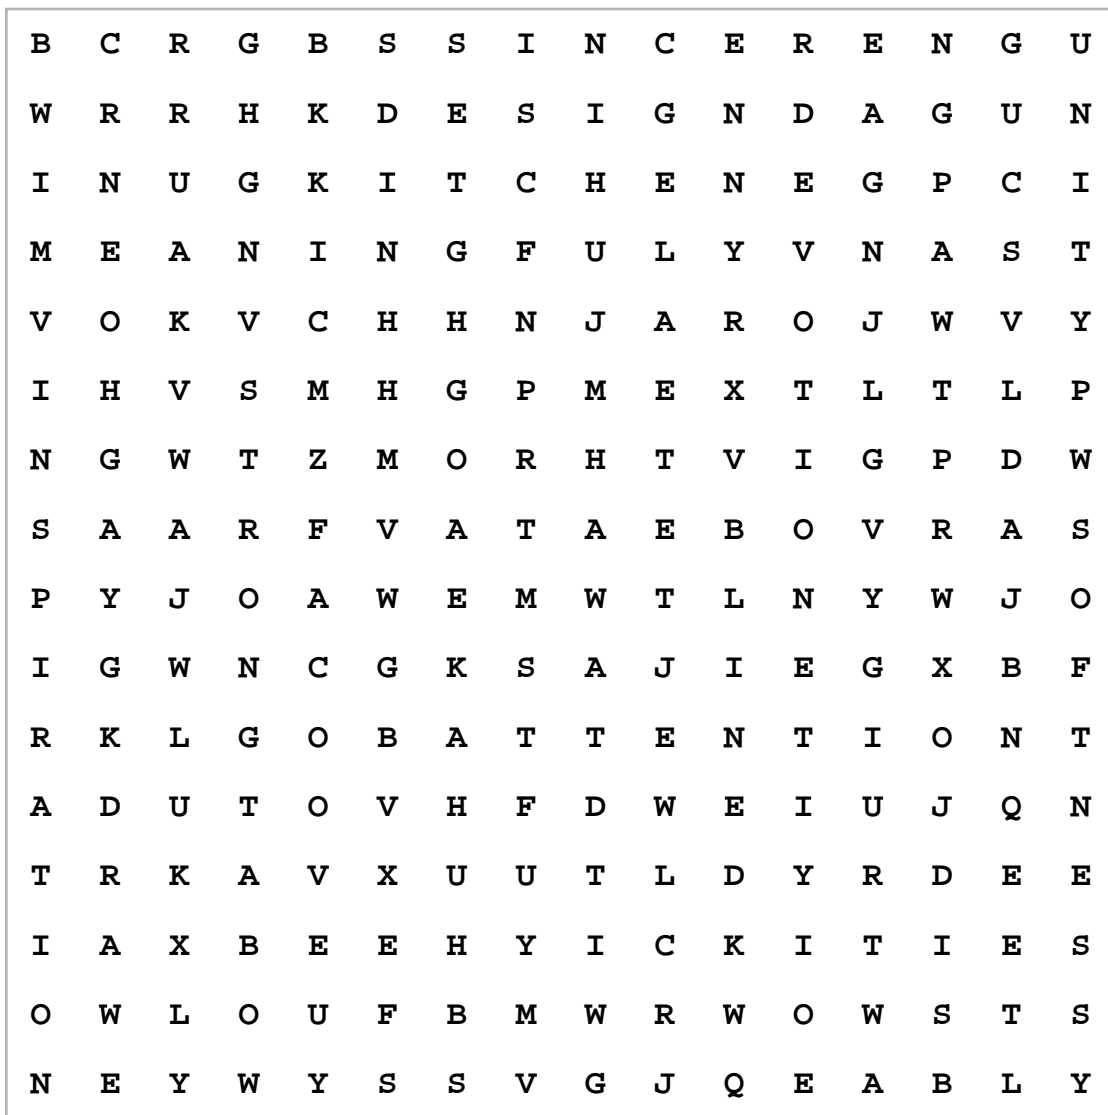 B C R G B S S I N C E R E N G U
W R R H K D E S I G N D A G U N
I N U G K I T C H E N E G P C I
M E A N I N G F U L Y V N A S T
V O K V C H H N J A R O J W V Y
I H V S M H G P M E X T L T L P
N G W T Z M O R H T V I G P D W
S A A R F V A T A E B O V R A S
P Y J O A W E M W T L N Y W J O
I G W N C G K S A J I E G X B F
R K L G O B A T T E N T I O N T
A D U T O V H F D W E I U J Q N
T R K A V X U U T L D Y R D E E
I A X B E E H Y I C K I T I E S
O W L O U F B M W R W O W S T S
N E Y W Y S S V G J Q E A B L Y